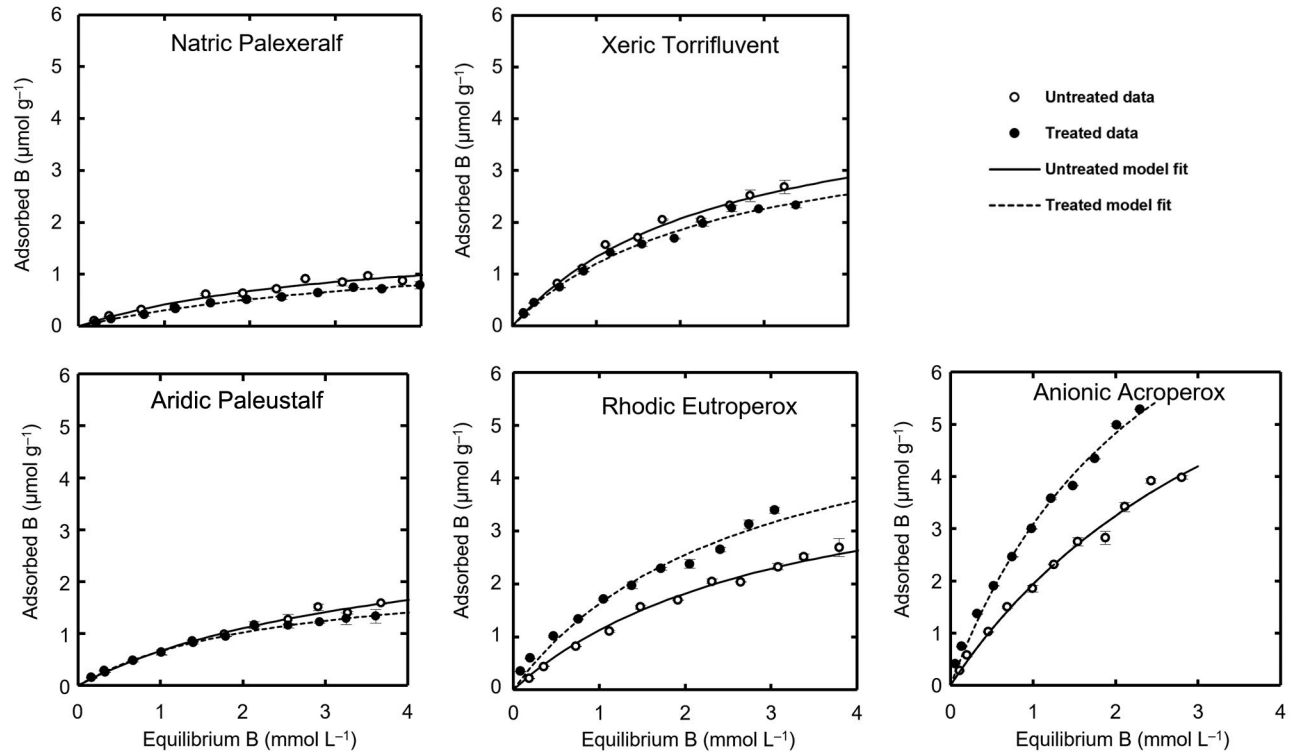 Natric Palexeralf
Adsorbed B (µmol g⁻¹)
6
5
4
3
2
1
0
Xeric Torrifluvent
Adsorbed B (µmol g⁻¹)
6
5
4
3
2
1
0
Untreated data
Treated data
Untreated model fit
Treated model fit
Aridic Paleustalf
Adsorbed B (µmol g⁻¹)
6
5
4
3
2
1
0
0 1 2 3 4
Equilibrium B (mmol L⁻¹)
Rhodic Eutroperox
Adsorbed B (µmol g⁻¹)
6
5
4
3
2
1
0
0 1 2 3 4
Equilibrium B (mmol L⁻¹)
Anionic Acroperox
Adsorbed B (µmol g⁻¹)
6
5
4
3
2
1
0
0 1 2 3 4
Equilibrium B (mmol L⁻¹)